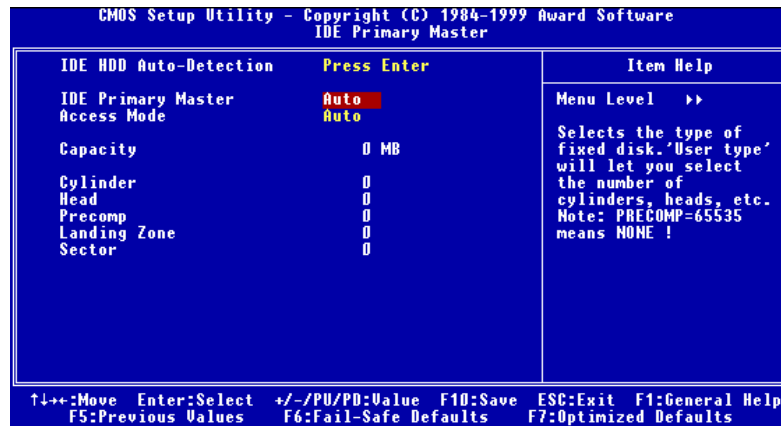 CMOS Setup Utility - Copyright (C) 1984-1999 Award Software
IDE Primary Master
IDE HDD Auto-Detection Press Enter
IDE Primary Master Auto
Access Mode Auto
Capacity 0 MB
Cylinder 0
Head 0
Precomp 0
Landing Zone 0
Sector 0
Item Help
Menu Level ▸▸
Selects the type of
fixed disk.'User type'
will let you select
the number of
cylinders, heads, etc.
Note: PRECOMP=65535
means NONE !
↑↓→←:Move Enter:Select +/-/PU/PD:Value F10:Save ESC:Exit F1:General Help
F5:Previous Values F6:Fail-Safe Defaults F7:Optimized Defaults